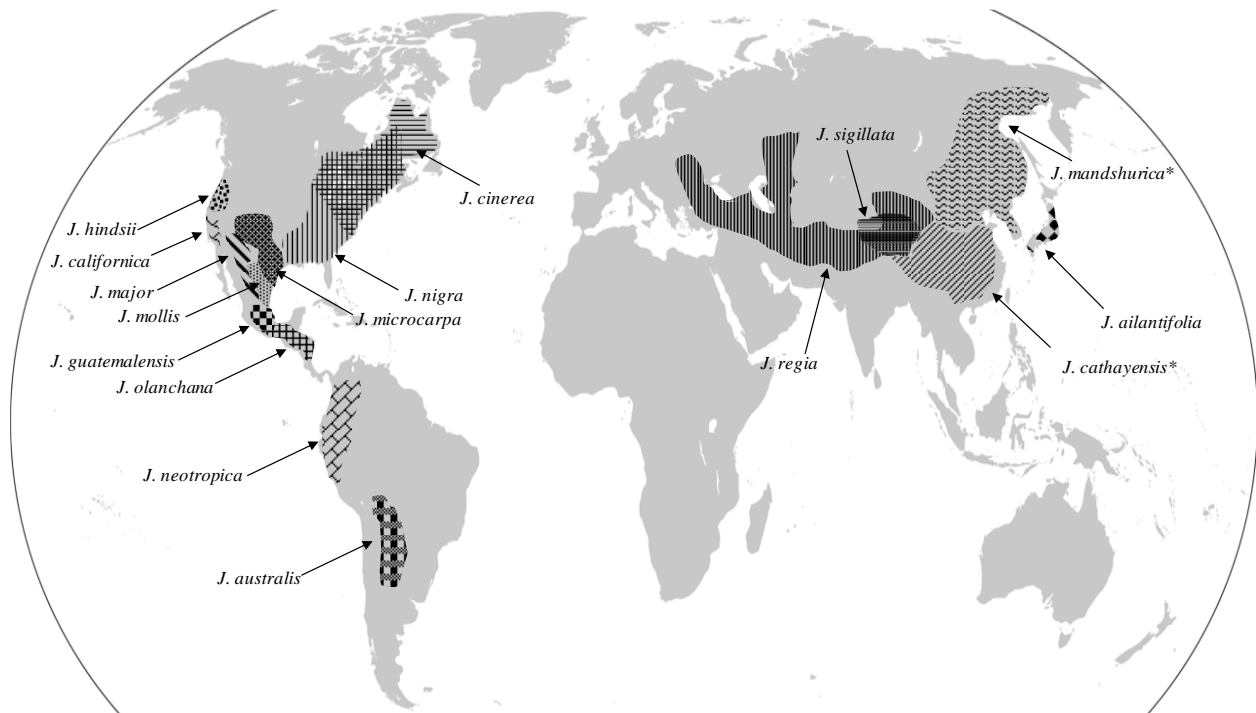 J. sigillata
J. mandshurica*
J. cinerea
J. hindsii
J. californica
J. major
J. nigra
J. mollis
J. microcarpa
J. ailantifolia
J. guatemalensis
J. regia
J. cathayensis*
J. olanchana
J. neotropica
J. australis